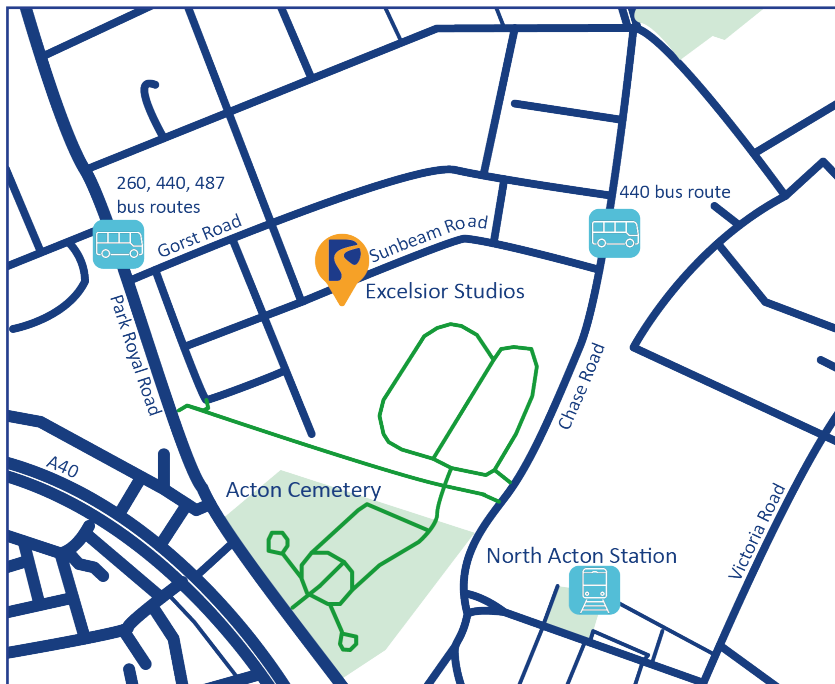 260, 440, 487
bus routes
440 bus route
Gorst Road
Sunbeam Road
Excelsior Studios
Park Royal Road
Chase Road
A40
Acton Cemetery
North Acton Station
Victoria Road